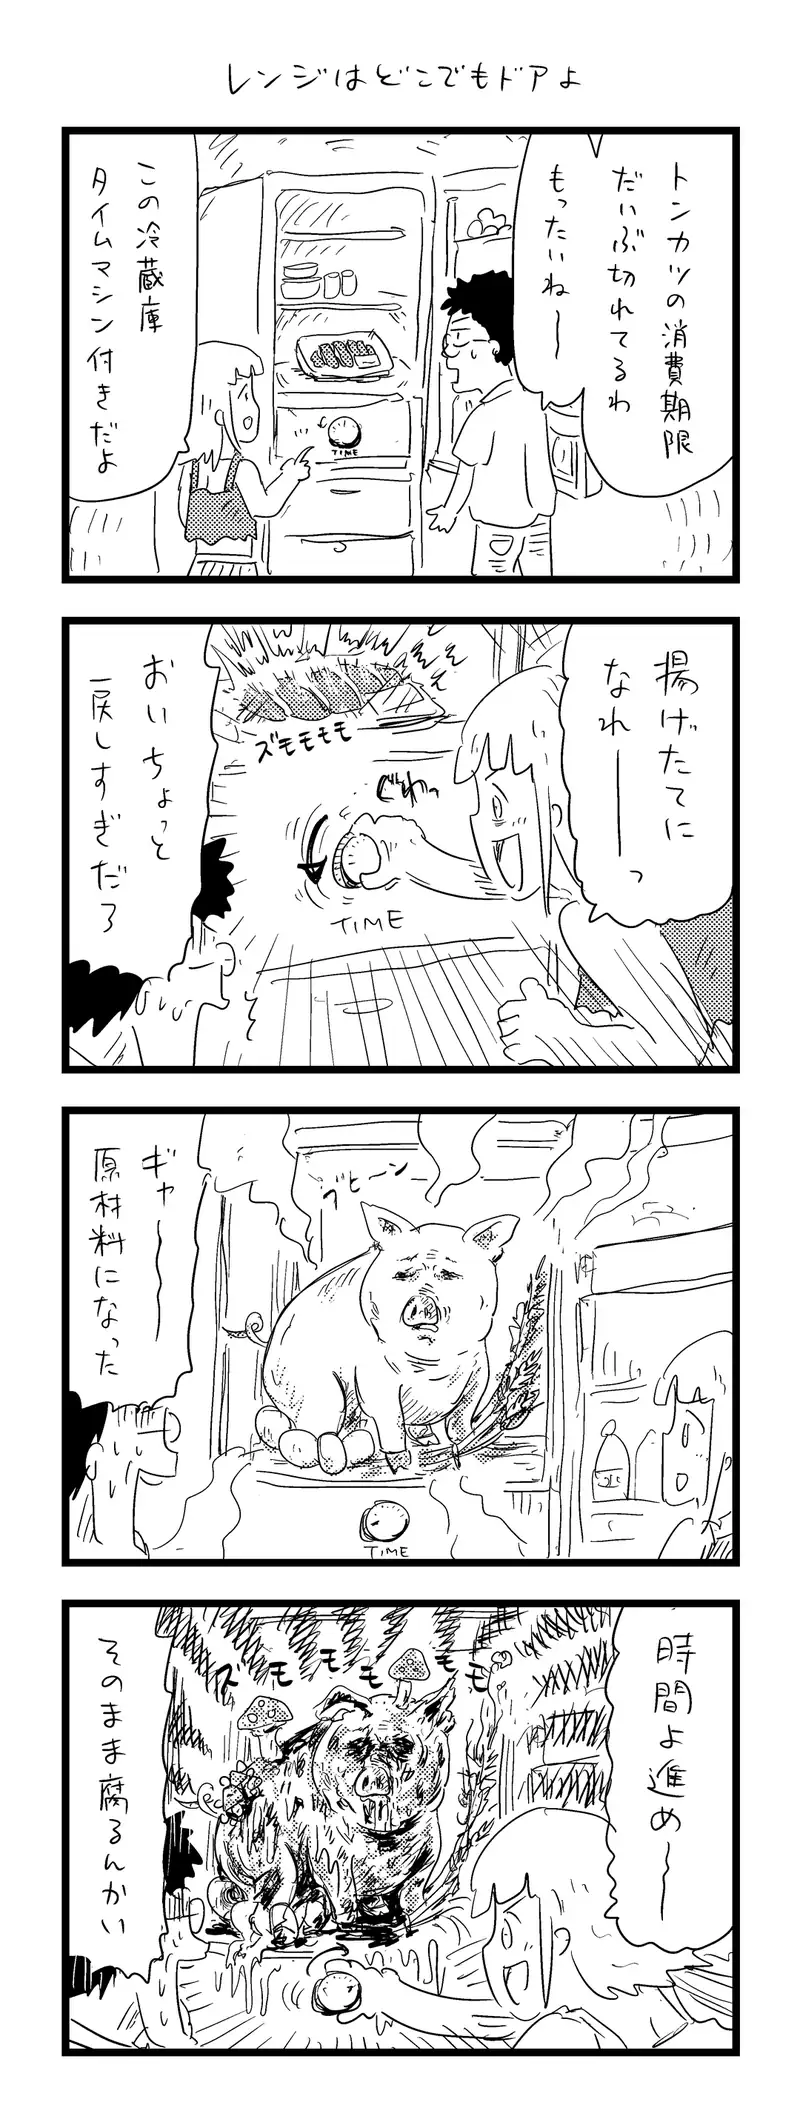 レンジはどこでもドアよ
トンカツの消費期限
だいぶ切れてるわ
もったいねー
この冷蔵庫
タイムマシン付きだよ
TIME
揚げたてに
なれーーっ
ズモモモモ
ぐわっ
おいちょっと
戻しすぎだろ
TIME
ブヒーン
ギャー
原材料になった
TIME
時間よ進めー
ズモモモモモ
そのまま腐るんかい